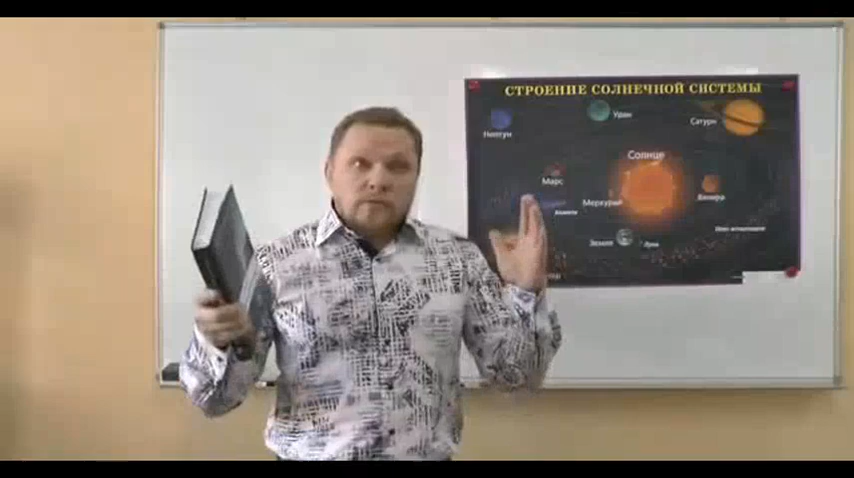 СТРОЕНИЕ СОЛНЕЧНОЙ СИСТЕМЫ
Нептун
Уран
Сатурн
Солнце
Марс
Меркурий
Венера
Земля
Луна